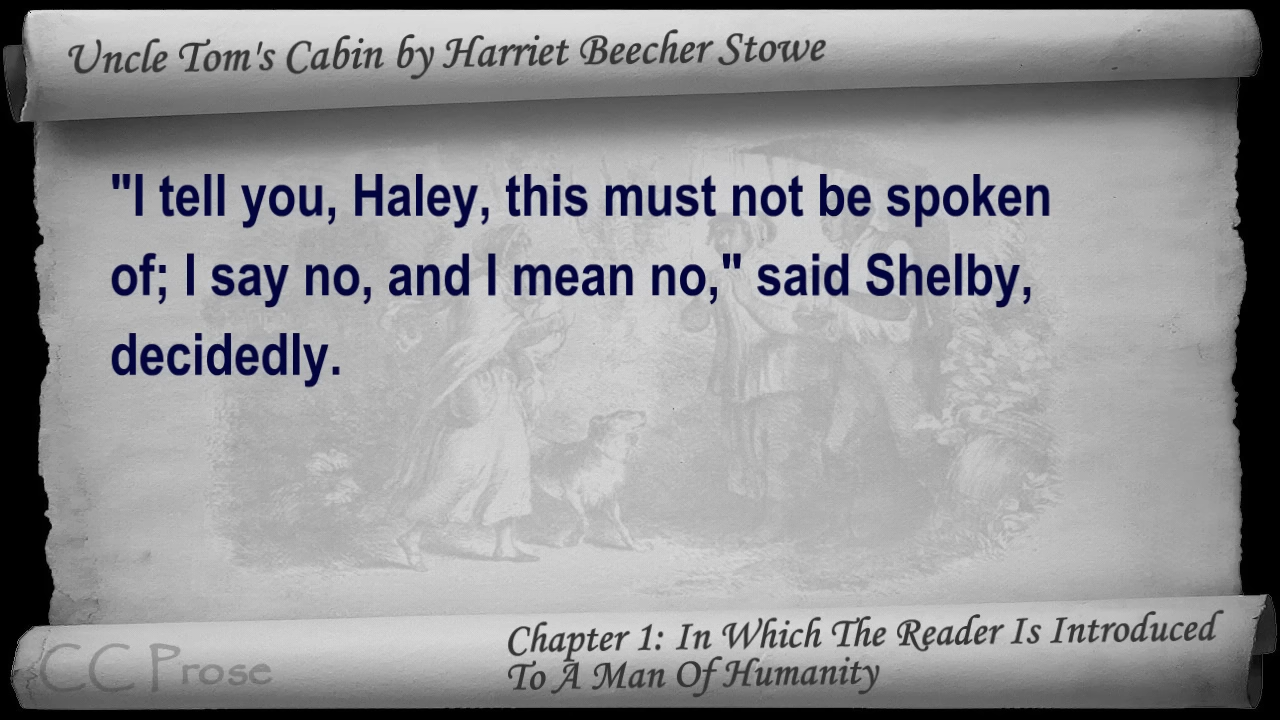 Uncle Tom's Cabin by Harriet Beecher Stowe
"I tell you, Haley, this must not be spoken
of; I say no, and I mean no," said Shelby,
decidedly.
Chapter 1: In Which The Reader Is Introduced
To A Man Of Humanity
CC Prose